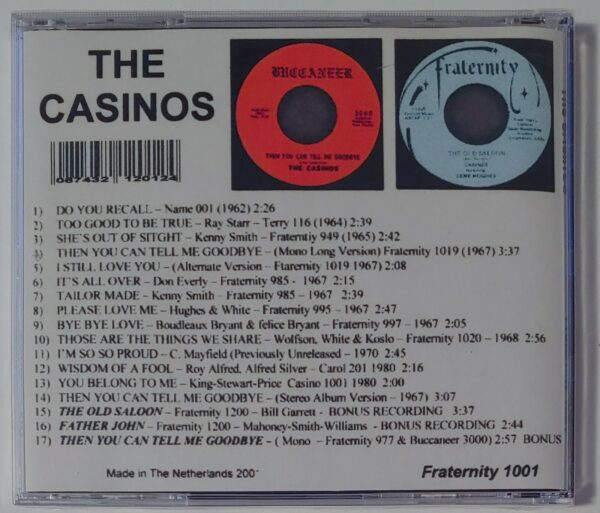 THE
CASINOS
BUCCANEER
3000
THEN YOU CAN TELL ME GOODBYE
THE CASINOS
fraternity
THE OLD SALOON
CASINOS
GENE HUGHES
087432 120124
1) DO YOU RECALL – Name 001 (1962) 2:26
2) TOO GOOD TO BE TRUE – Ray Starr – Terry 116 (1964) 2:39
3) SHE'S OUT OF SITGHT – Kenny Smith – Fraterntiy 949 (1965) 2:42
4) THEN YOU CAN TELL ME GOODBYE – (Mono Long Version) Fraternity 1019 (1967) 3:37
5) I STILL LOVE YOU – (Alternate Version – Ftarernity 1019 1967) 2:08
6) IT'S ALL OVER – Don Everly – Fraternity 985 - 1967 2:15
7) TAILOR MADE – Kenny Smith – Fraternity 985 – 1967 2:39
8) PLEASE LOVE ME – Hughes & White – Fraternity 995 – 1967 2:47
9) BYE BYE LOVE – Boudleaux Bryant & felice Bryant – Fraternity 997 – 1967 2:05
10) THOSE ARE THE THINGS WE SHARE – Wolfson, White & Koslo – Fraternity 1020 – 1968 2:56
11) I'M SO SO PROUD – C. Mayfield (Previously Unreleased – 1970 2:45
12) WISDOM OF A FOOL – Roy Alfred, Alfred Silver – Carol 201 1980 2:16
13) YOU BELONG TO ME – King-Stewart-Price Casino 1001 1980 2:00
14) THEN YOU CAN TELL ME GOODBYE – (Stereo Album Version – 1967) 3:07
15) THE OLD SALOON – Fraternity 1200 – Bill Garrett - BONUS RECORDING 3:37
16) FATHER JOHN – Fraternity 1200 – Mahoney-Smith-Williams - BONUS RECORDING 2:44
17) THEN YOU CAN TELL ME GOODBYE – ( Mono – Fraternity 977 & Buccaneer 3000) 2:57 BONUS
Made in The Netherlands 200
Fraternity 1001